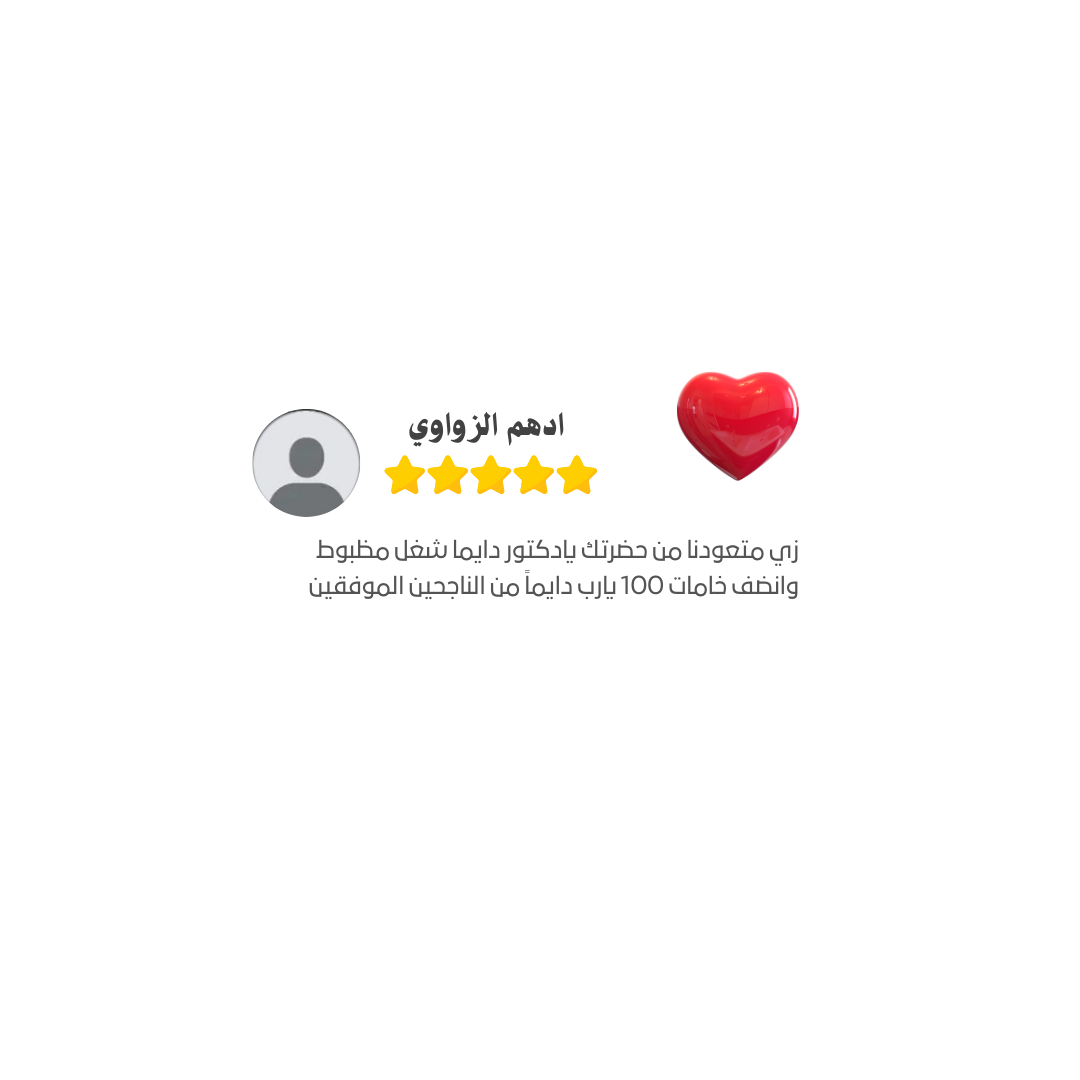 ادهم الزواوي
زي متعودنا من حضرتك يادكتور دايما شغل مظبوط
وانضف خامات 100 يارب دايماً من الناجحين الموفقين